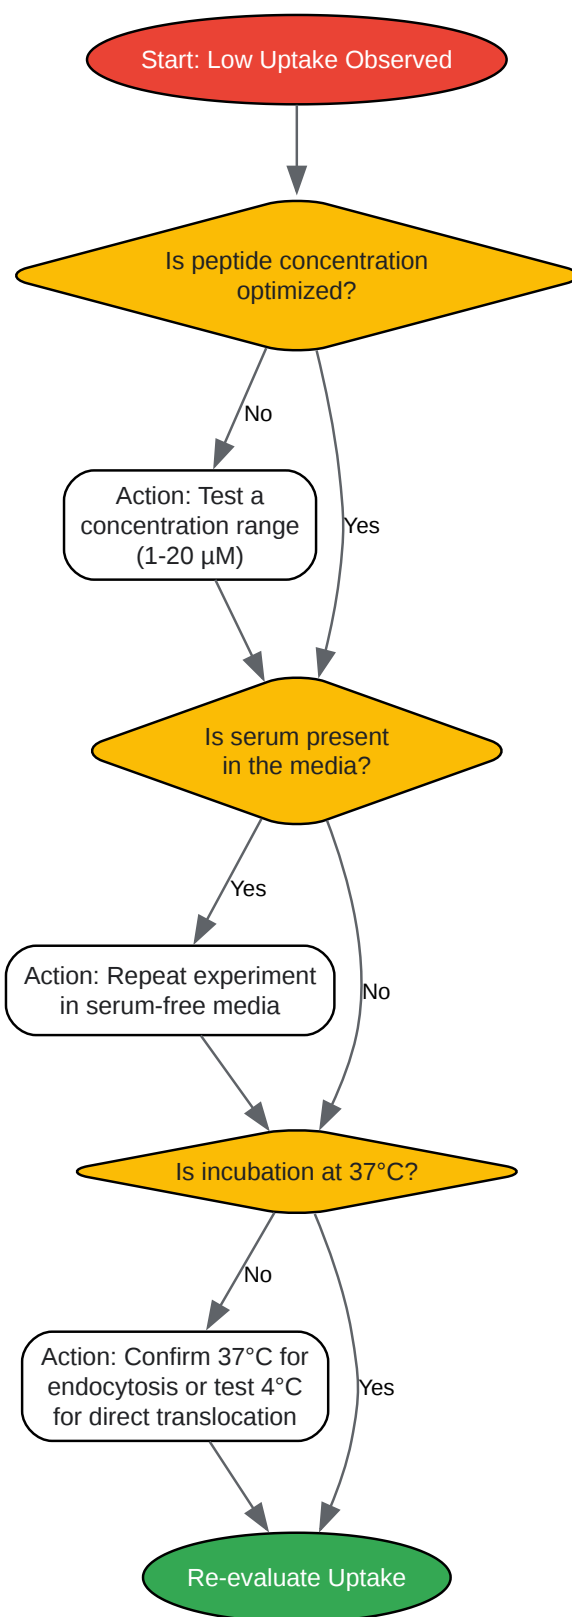 Start: Low Uptake Observed
Is peptide concentration
optimized?
No
Action: Test a
concentration range
(1-20 µM)
Yes
Is serum present
in the media?
Yes
Action: Repeat experiment
in serum-free media
No
Is incubation at 37°C?
No
Action: Confirm 37°C for
endocytosis or test 4°C
for direct translocation
Yes
Re-evaluate Uptake